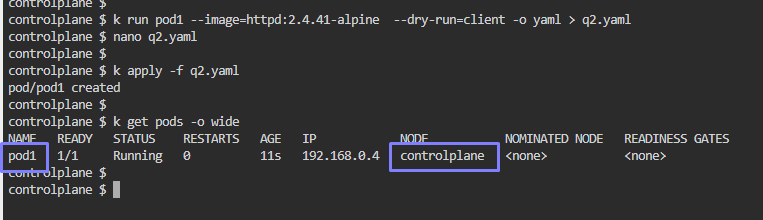 controlplane $
controlplane $ k run pod1 --image=httpd:2.4.41-alpine  --dry-run=client -o yaml > q2.yaml
controlplane $ nano q2.yaml
controlplane $
controlplane $ k apply -f q2.yaml
pod/pod1 created
controlplane $
controlplane $ k get pods -o wide
NAME   READY   STATUS    RESTARTS   AGE   IP            NODE           NOMINATED NODE   READINESS GATES
pod1   1/1     Running   0          11s   192.168.0.4   controlplane   <none>           <none>
controlplane $
controlplane $